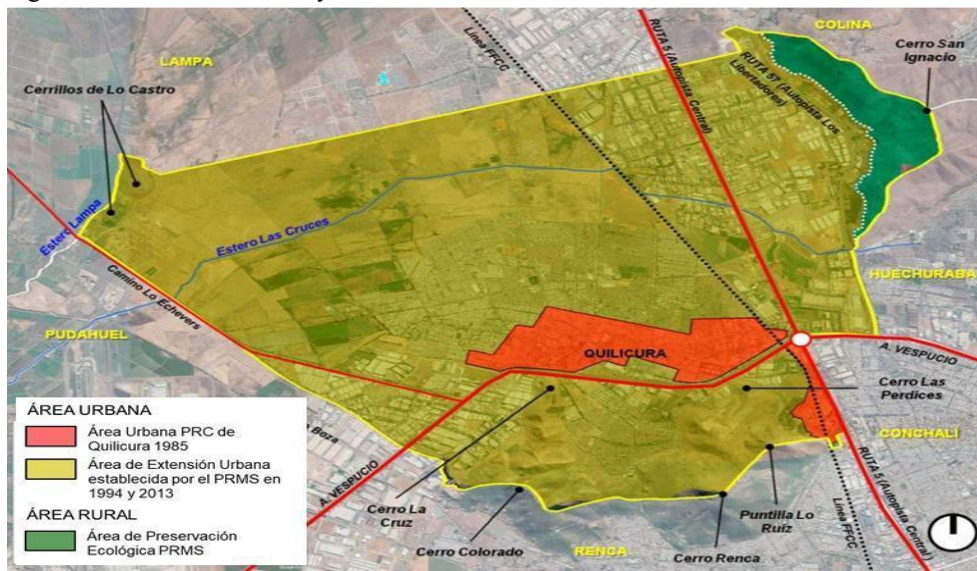 COLINA
LAMPA
Línea FFCC
RUTA 5 (Autopista Central)
RUTA 57 (Autopista Los
Libertadores)
Cerro San
Ignacio
Cerrillos de Lo Castro
Estero Lampa
Estero Las Cruces
Camino Lo Echevers
HUECHURABA
PUDAHUEL
QUILICURA
A. VESPUCIO
Cerro Las
Perdices
CONCHALÍ
Boza
A. VESPUCIO
Cerro La
Cruz
Cerro Colorado
RENCA
Cerro Renca
Puntilla Lo
Ruíz
Línea FFCC
RUTA 5 (Autopista Central)
ÁREA URBANA
Área Urbana PRC de
Quilicura 1985
Área de Extensión Urbana
establecida por el PRMS en
1994 y 2013
ÁREA RURAL
Área de Preservación
Ecológica PRMS